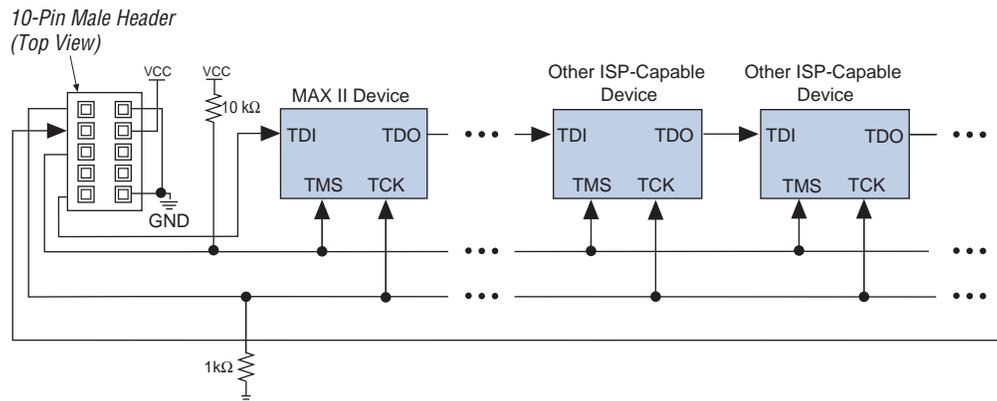 10-Pin Male Header
(Top View)
VCC
VCC
10 kΩ
GND
MAX II Device
TDI
TDO
TMS
TCK
Other ISP-Capable
Device
TDI
TDO
TMS
TCK
Other ISP-Capable
Device
TDI
TDO
TMS
TCK
1kΩ